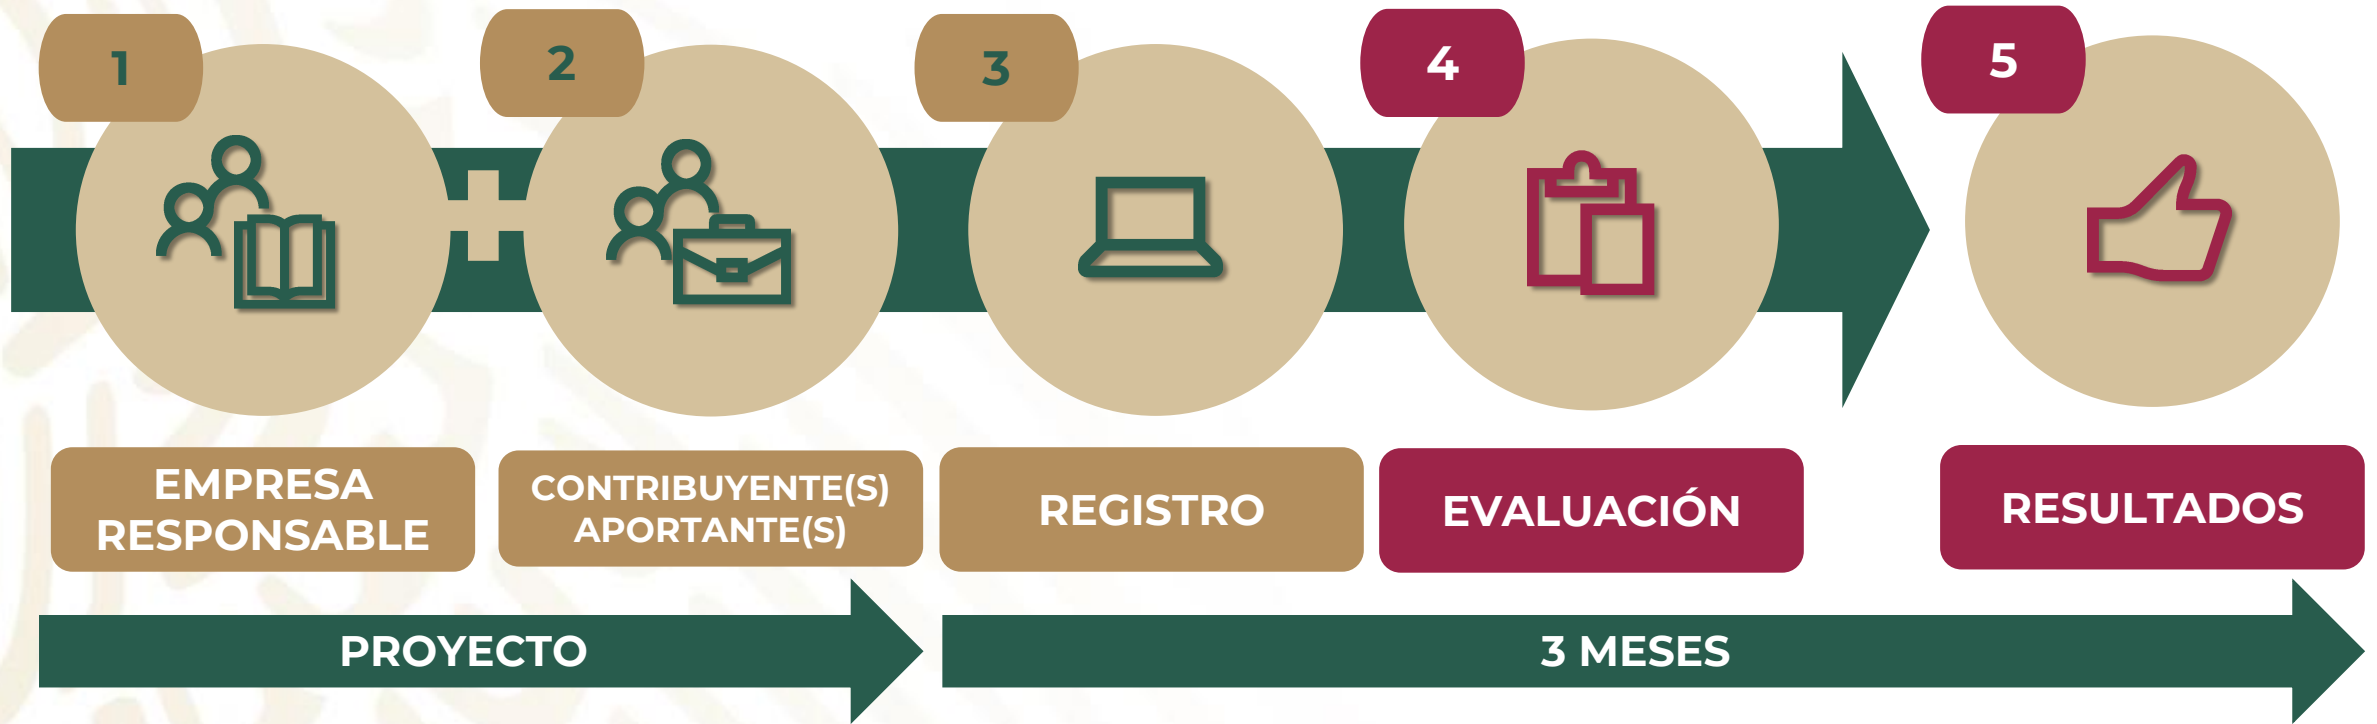 1
2
3
4
5
EMPRESA
RESPONSABLE
CONTRIBUYENTE(S)
APORTANTE(S)
REGISTRO
EVALUACIÓN
RESULTADOS
PROYECTO
3 MESES